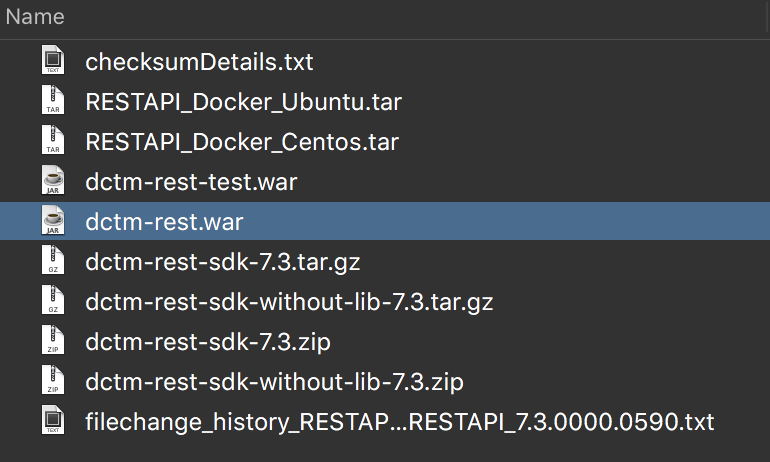 Name
TEXT checksumDetails.txt
TAR RESTAPI_Docker_Ubuntu.tar
TAR RESTAPI_Docker_Centos.tar
JAR dctm-rest-test.war
JAR dctm-rest.war
GZ dctm-rest-sdk-7.3.tar.gz
GZ dctm-rest-sdk-without-lib-7.3.tar.gz
ZIP dctm-rest-sdk-7.3.zip
ZIP dctm-rest-sdk-without-lib-7.3.zip
TEXT filechange_history_RESTAP...RESTAPI_7.3.0000.0590.txt